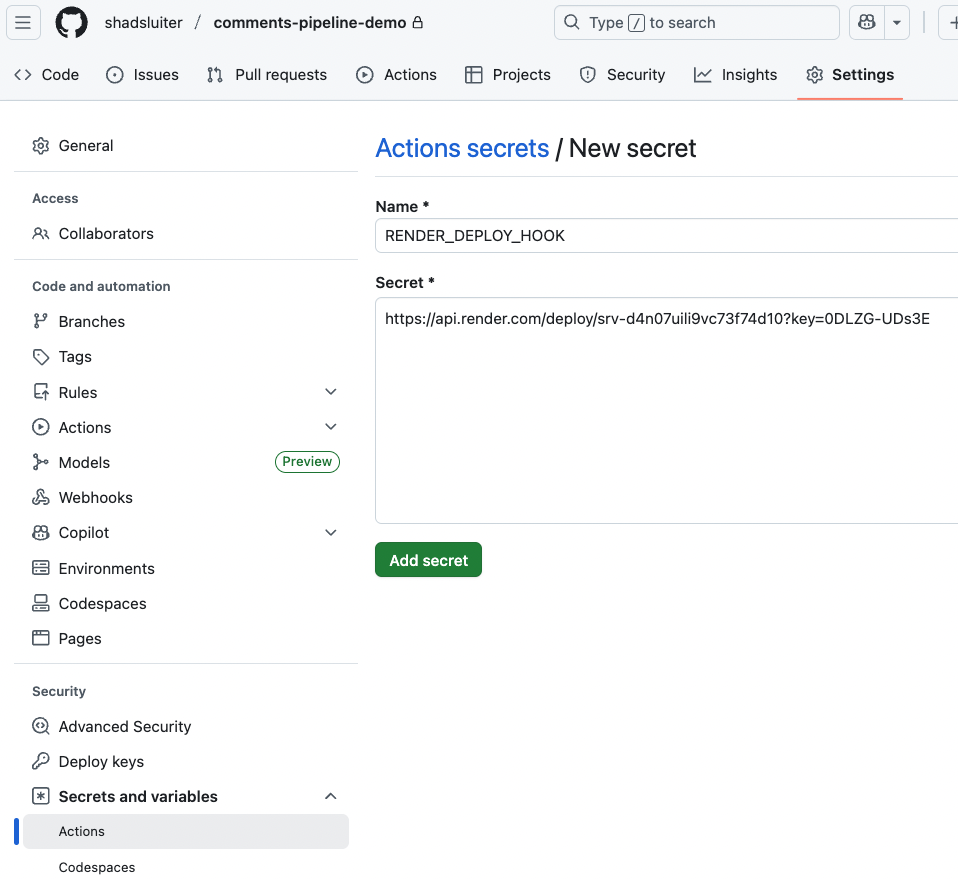 shadsluiter / comments-pipeline-demo
Type / to search
Code Issues Pull requests Actions Projects Security Insights Settings
General
Access
Collaborators
Code and automation
Branches
Tags
Rules
Actions
Models Preview
Webhooks
Copilot
Environments
Codespaces
Pages
Security
Advanced Security
Deploy keys
Secrets and variables
Actions
Codespaces
Actions secrets / New secret
Name *
RENDER_DEPLOY_HOOK
Secret *
https://api.render.com/deploy/srv-d4n07uili9vc73f74d10?key=0DLZG-UDs3E
Add secret